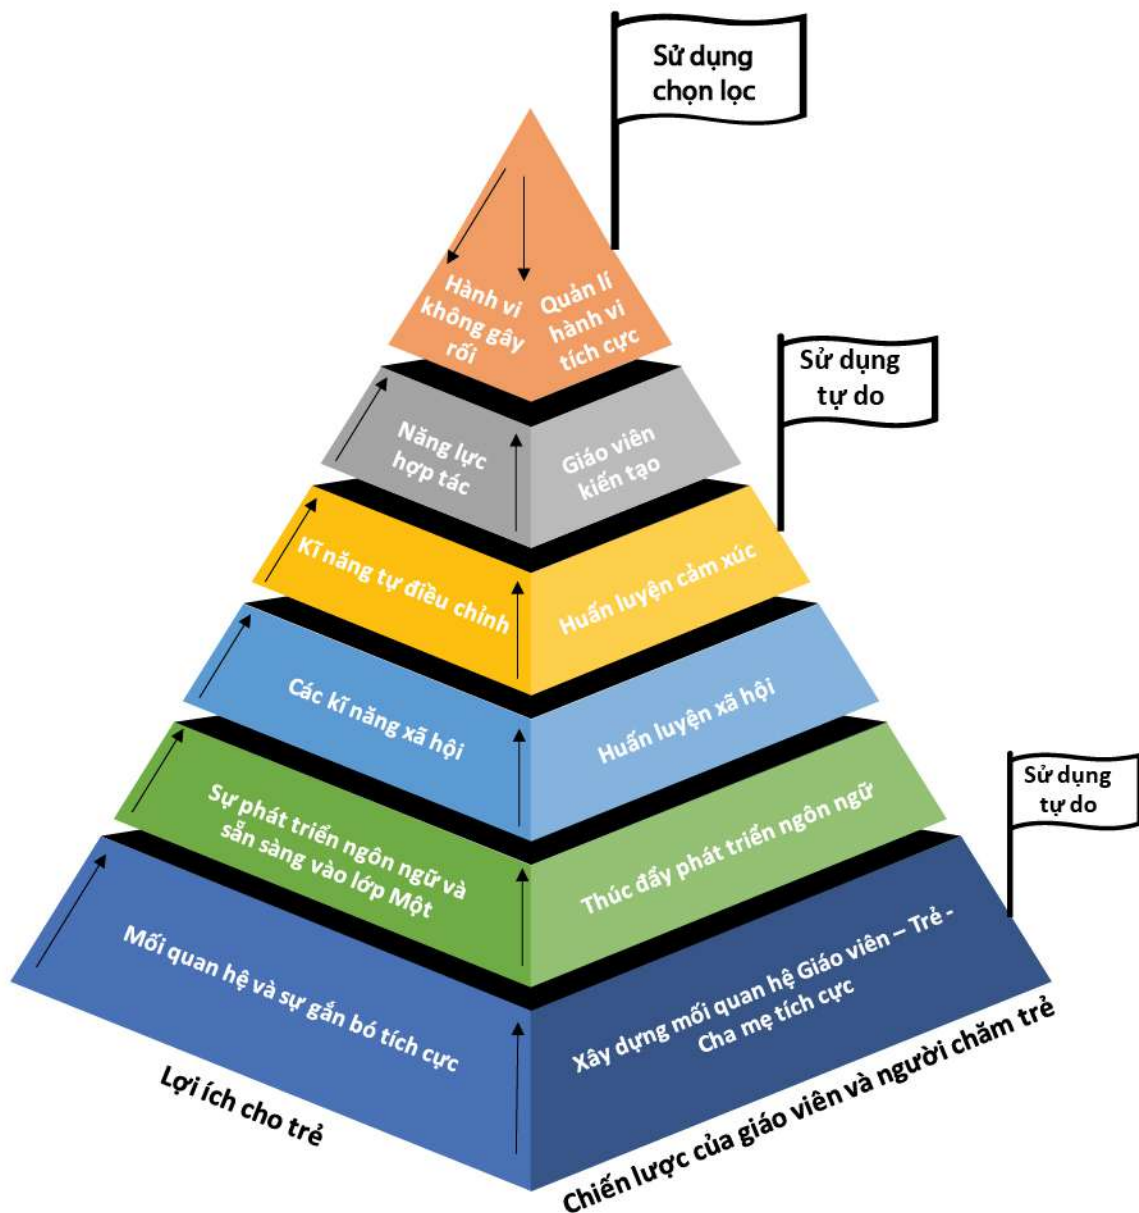 Sử dụng
chọn lọc
Hành vi
không gây
rối
Quản lí
hành vi
tích cực
Sử dụng
tự do
Năng lực
hợp tác
Giáo viên
kiến tạo
Kĩ năng tự điều chỉnh
Huấn luyện cảm xúc
Các kĩ năng xã hội
Huấn luyện xã hội
Sử dụng
tự do
Sự phát triển ngôn ngữ và
sẵn sàng vào lớp Một
Thúc đẩy phát triển ngôn ngữ
Mối quan hệ và sự gắn bó tích cực
Xây dựng mối quan hệ Giáo viên – Trẻ -
Cha mẹ tích cực
Lợi ích cho trẻ
Chiến lược của giáo viên và người chăm trẻ